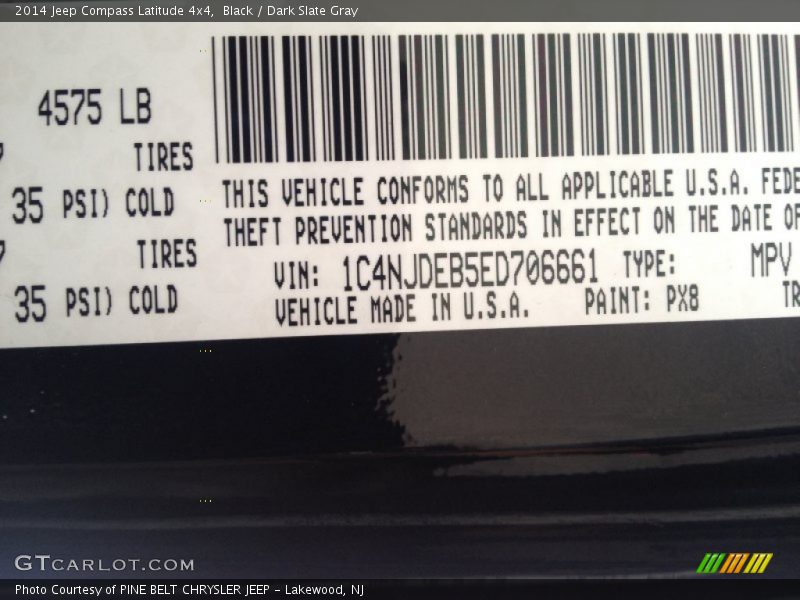 2014 Jeep Compass Latitude 4x4, Black / Dark Slate Gray
4575 LB
TIRES
35 PSI) COLD
TIRES
35 PSI) COLD
THIS VEHICLE CONFORMS TO ALL APPLICABLE U.S.A.
THEFT PREVENTION STANDARDS IN EFFECT ON THE DATE
VIN: 1C4NJDEB5ED706661 TYPE: MPV
VEHICLE MADE IN U.S.A. PAINT: PX8
GTCARLOT.COM
Photo Courtesy of PINE BELT CHRYSLER JEEP – Lakewood, NJ